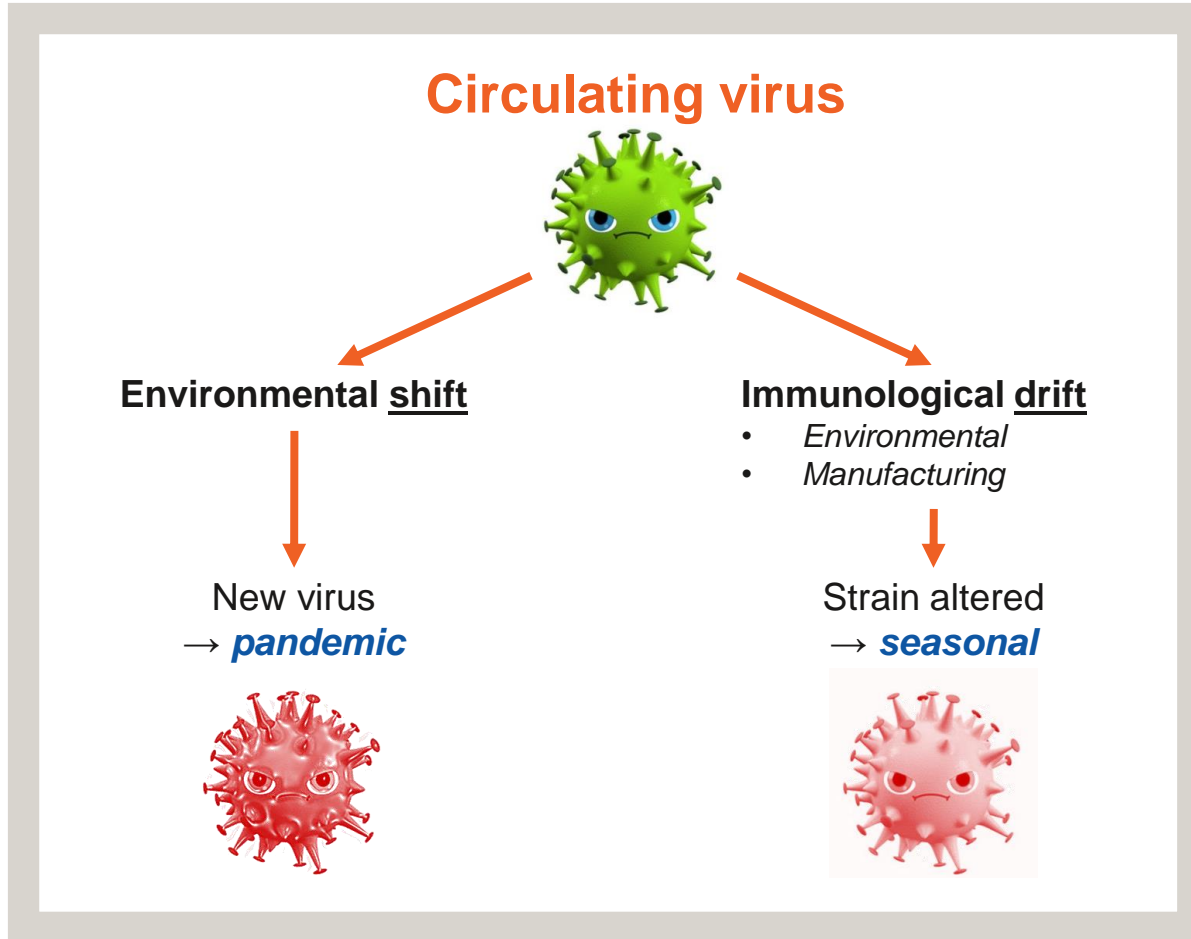 Circulating virus
Environmental shift
New virus
→ pandemic
Immunological drift
• Environmental
• Manufacturing
Strain altered
→ seasonal